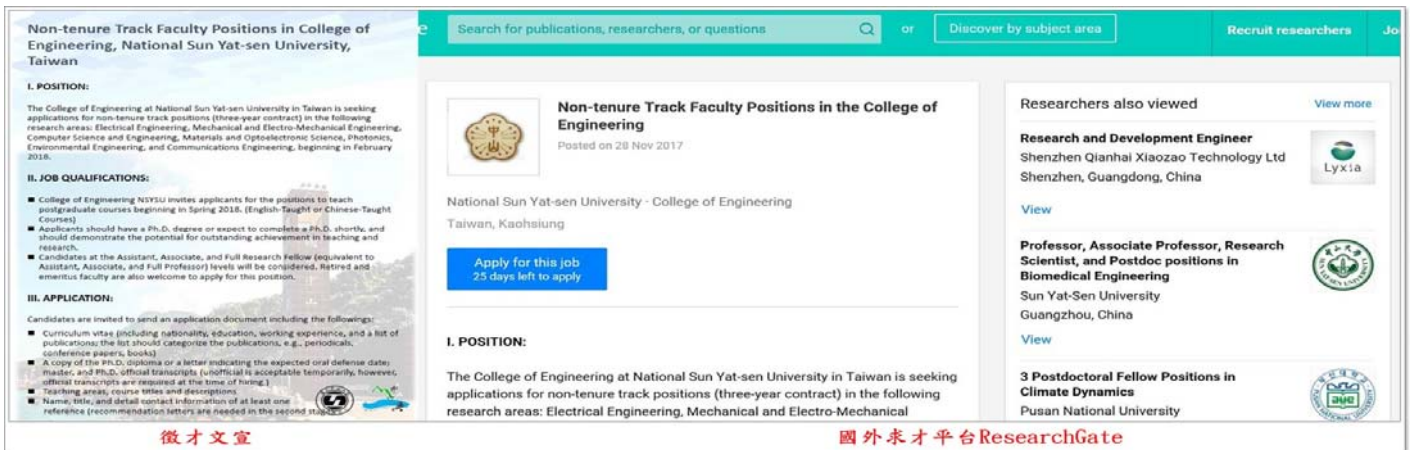 Non-tenure Track Faculty Positions in College of
Engineering, National Sun Yat-sen University,
Taiwan
I. POSITION:
The College of Engineering at National Sun Yat-sen University in Taiwan is seeking
applications for non-tenure track positions (three-year contract) in the following
research areas: Electrical Engineering, Mechanical and Electro-Mechanical Engineering,
Computer Science and Engineering, Materials and Optoelectronic Science, Photonics,
Environmental Engineering, and Communications Engineering, beginning in February
2018.
II. JOB QUALIFICATIONS:
■ College of Engineering NSYSU invites applicants for the positions to teach
postgraduate courses beginning in Spring 2018. (English-Taught or Chinese-Taught
Courses)
■ Applicants should have a Ph.D. degree or expect to complete a Ph.D. shortly, and
should demonstrate the potential for outstanding achievement in teaching and
research.
■ Candidates at the Assistant, Associate, and Full Research Fellow (equivalent to
Assistant, Associate, and Full Professor) levels will be considered. Retired and
emeritus faculty are also welcome to apply for this position.
III. APPLICATION:
Candidates are invited to send an application document including the followings:
■ Curriculum vitae (including nationality, education, working experience, and a list of
publications; the list should categorize the publications, e.g., periodicals,
conference papers, books)
■ A copy of the Ph.D. diploma or a letter indicating the expected oral defense date;
master, and Ph.D. official transcripts (unofficial is acceptable temporarily, however,
official transcripts are required at the time of hiring.)
■ Teaching areas, course titles and descriptions
■ Name, title, and detail contact information of at least one
reference (recommendation letters are needed in the second stage)
徵才文宣
e
Search for publications, researchers, or questions
or
Discover by subject area
Recruit researchers
Jo
Non-tenure Track Faculty Positions in the College of
Engineering
Posted on 28 Nov 2017
National Sun Yat-sen University · College of Engineering
Taiwan, Kaohsiung
Apply for this job
25 days left to apply
I. POSITION:
The College of Engineering at National Sun Yat-sen University in Taiwan is seeking
applications for non-tenure track positions (three-year contract) in the following
research areas: Electrical Engineering, Mechanical and Electro-Mechanical
Researchers also viewed
View more
Research and Development Engineer
Shenzhen Qianhai Xiaozao Technology Ltd
Shenzhen, Guangdong, China
Lyxia
View
Professor, Associate Professor, Research
Scientist, and Postdoc positions in
Biomedical Engineering
Sun Yat-Sen University
Guangzhou, China
View
3 Postdoctoral Fellow Positions in
Climate Dynamics
Pusan National University
國外求才平台ResearchGate